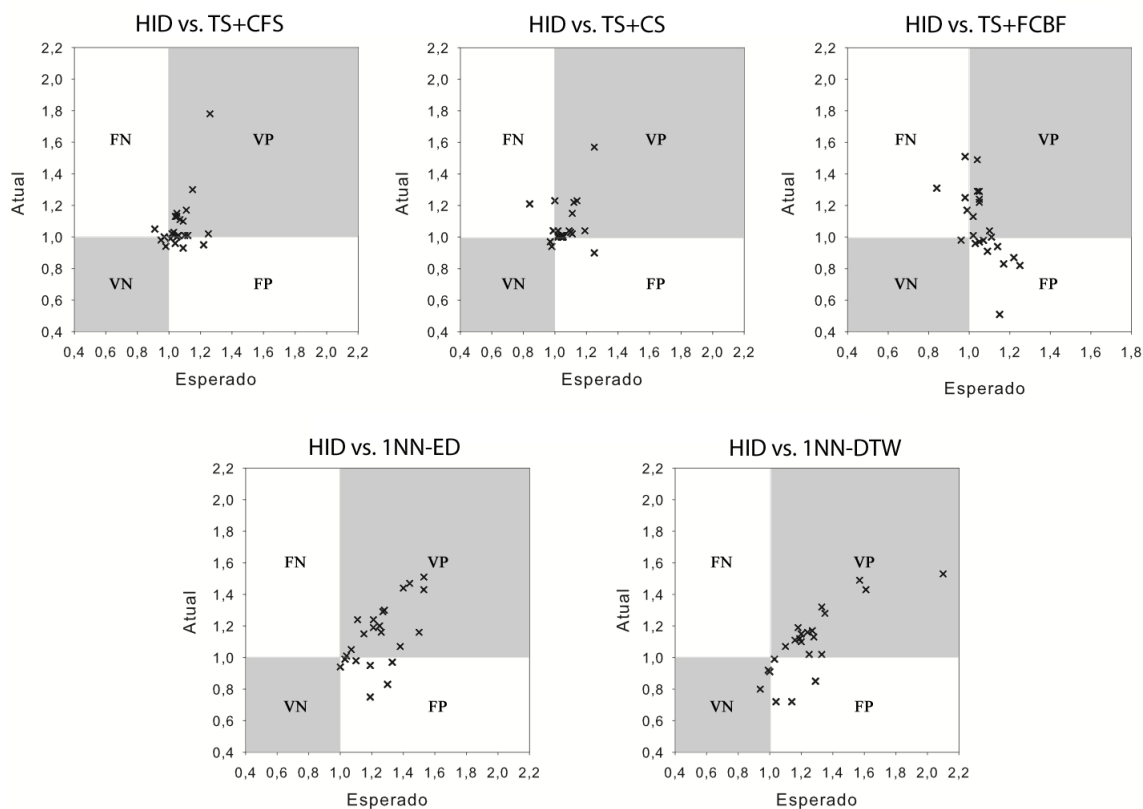 HID vs. TS+CFS
2,2
2,0
1,8
1,6
1,4
1,2
1,0
0,8
0,6
0,4
Atual
FN
VP
VN
FP
0,4 0,6 0,8 1,0 1,2 1,4 1,6 1,8 2,0 2,2
Esperado
HID vs. TS+CS
2,2
2,0
1,8
1,6
1,4
1,2
1,0
0,8
0,6
0,4
Atual
FN
VP
VN
FP
0,4 0,6 0,8 1,0 1,2 1,4 1,6 1,8 2,0 2,2
Esperado
HID vs. TS+FCBF
2,2
2,0
1,8
1,6
1,4
1,2
1,0
0,8
0,6
0,4
Atual
FN
VP
VN
FP
0,4 0,6 0,8 1,0 1,2 1,4 1,6 1,8
Esperado
HID vs. 1NN-ED
2,2
2,0
1,8
1,6
1,4
1,2
1,0
0,8
0,6
0,4
Atual
FN
VP
VN
FP
0,4 0,6 0,8 1,0 1,2 1,4 1,6 1,8 2,0 2,2
Esperado
HID vs. 1NN-DTW
2,2
2,0
1,8
1,6
1,4
1,2
1,0
0,8
0,6
0,4
Atual
FN
VP
VN
FP
0,4 0,6 0,8 1,0 1,2 1,4 1,6 1,8 2,0 2,2
Esperado